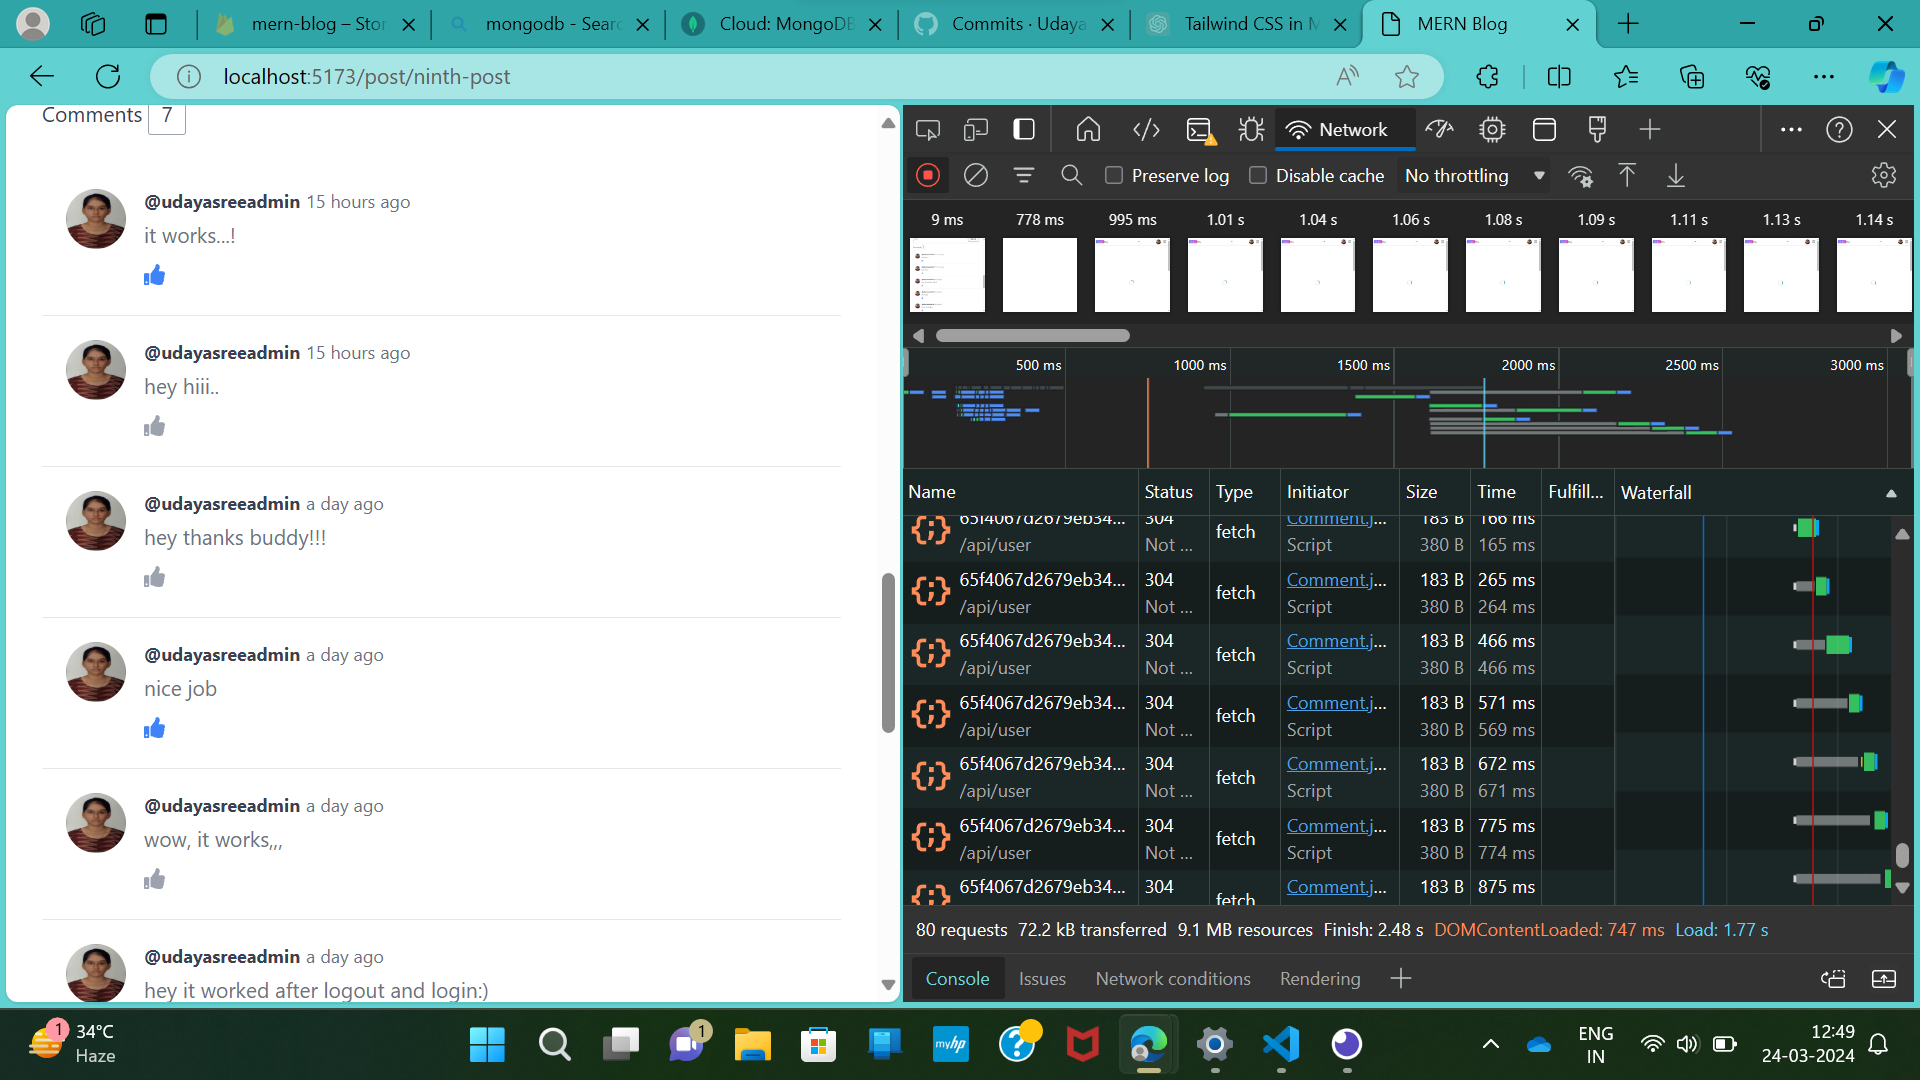 mern-blog – Stor
mongodb - Searc
Cloud: MongoDB
Commits · Udaya
Tailwind CSS in M
MERN Blog
localhost:5173/post/ninth-post
Comments 7
@udayasreeadmin 15 hours ago
it works...!
@udayasreeadmin 15 hours ago
hey hiii..
@udayasreeadmin a day ago
hey thanks buddy!!!
@udayasreeadmin a day ago
nice job
@udayasreeadmin a day ago
wow, it works,,,
@udayasreeadmin a day ago
hey it worked after logout and login:)
Network
Preserve log Disable cache No throttling
9 ms 778 ms 995 ms 1.01 s 1.04 s 1.06 s 1.08 s 1.09 s 1.11 s 1.13 s 1.14 s
500 ms 1000 ms 1500 ms 2000 ms 2500 ms 3000 ms
Name Status Type Initiator Size Time Fulfill... Waterfall
65f4067d2679eb34... 304 fetch Comment.j... 183 B 166 ms
/api/user Not ... Script 380 B 165 ms
65f4067d2679eb34... 304 fetch Comment.j... 183 B 265 ms
/api/user Not ... Script 380 B 264 ms
65f4067d2679eb34... 304 fetch Comment.j... 183 B 466 ms
/api/user Not ... Script 380 B 466 ms
65f4067d2679eb34... 304 fetch Comment.j... 183 B 571 ms
/api/user Not ... Script 380 B 569 ms
65f4067d2679eb34... 304 fetch Comment.j... 183 B 672 ms
/api/user Not ... Script 380 B 671 ms
65f4067d2679eb34... 304 fetch Comment.j... 183 B 775 ms
/api/user Not ... Script 380 B 774 ms
65f4067d2679eb34... 304 fetch Comment.j... 183 B 875 ms
80 requests 72.2 kB transferred 9.1 MB resources Finish: 2.48 s DOMContentLoaded: 747 ms Load: 1.77 s
Console Issues Network conditions Rendering
1 34°C
Haze
1
myhp
ENG
IN
12:49
24-03-2024